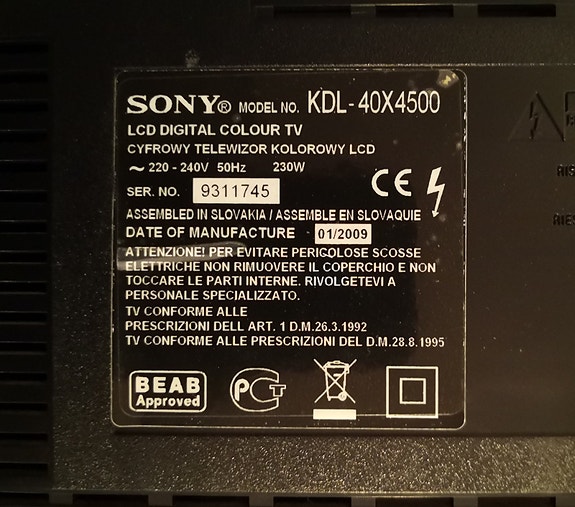 SONY® MODEL NO. KDL-40X4500
LCD DIGITAL COLOUR TV
CYFROWY TELEWIZOR KOLOROWY LCD
~ 220 - 240V 50Hz 230W
SER. NO. 9311745
CE
ASSEMBLED IN SLOVAKIA / ASSEMBLE EN SLOVAQUIE
DATE OF MANUFACTURE 01/2009
ATTENZIONE! PER EVITARE PERICOLOSE SCOSSE
ELETTRICHE NON RIMUOVERE IL COPERCHIO E NON
TOCCARE LE PARTI INTERNE. RIVOLGETEVI A
PERSONALE SPECIALIZZATO.
TV CONFORME ALLE
PRESCRIZIONI DELL ART. 1 D.M.26.3.1992
TV CONFORME ALLE PRESCRIZIONI DEL D.M.28.8.1995
BEAB
Approved
PCT